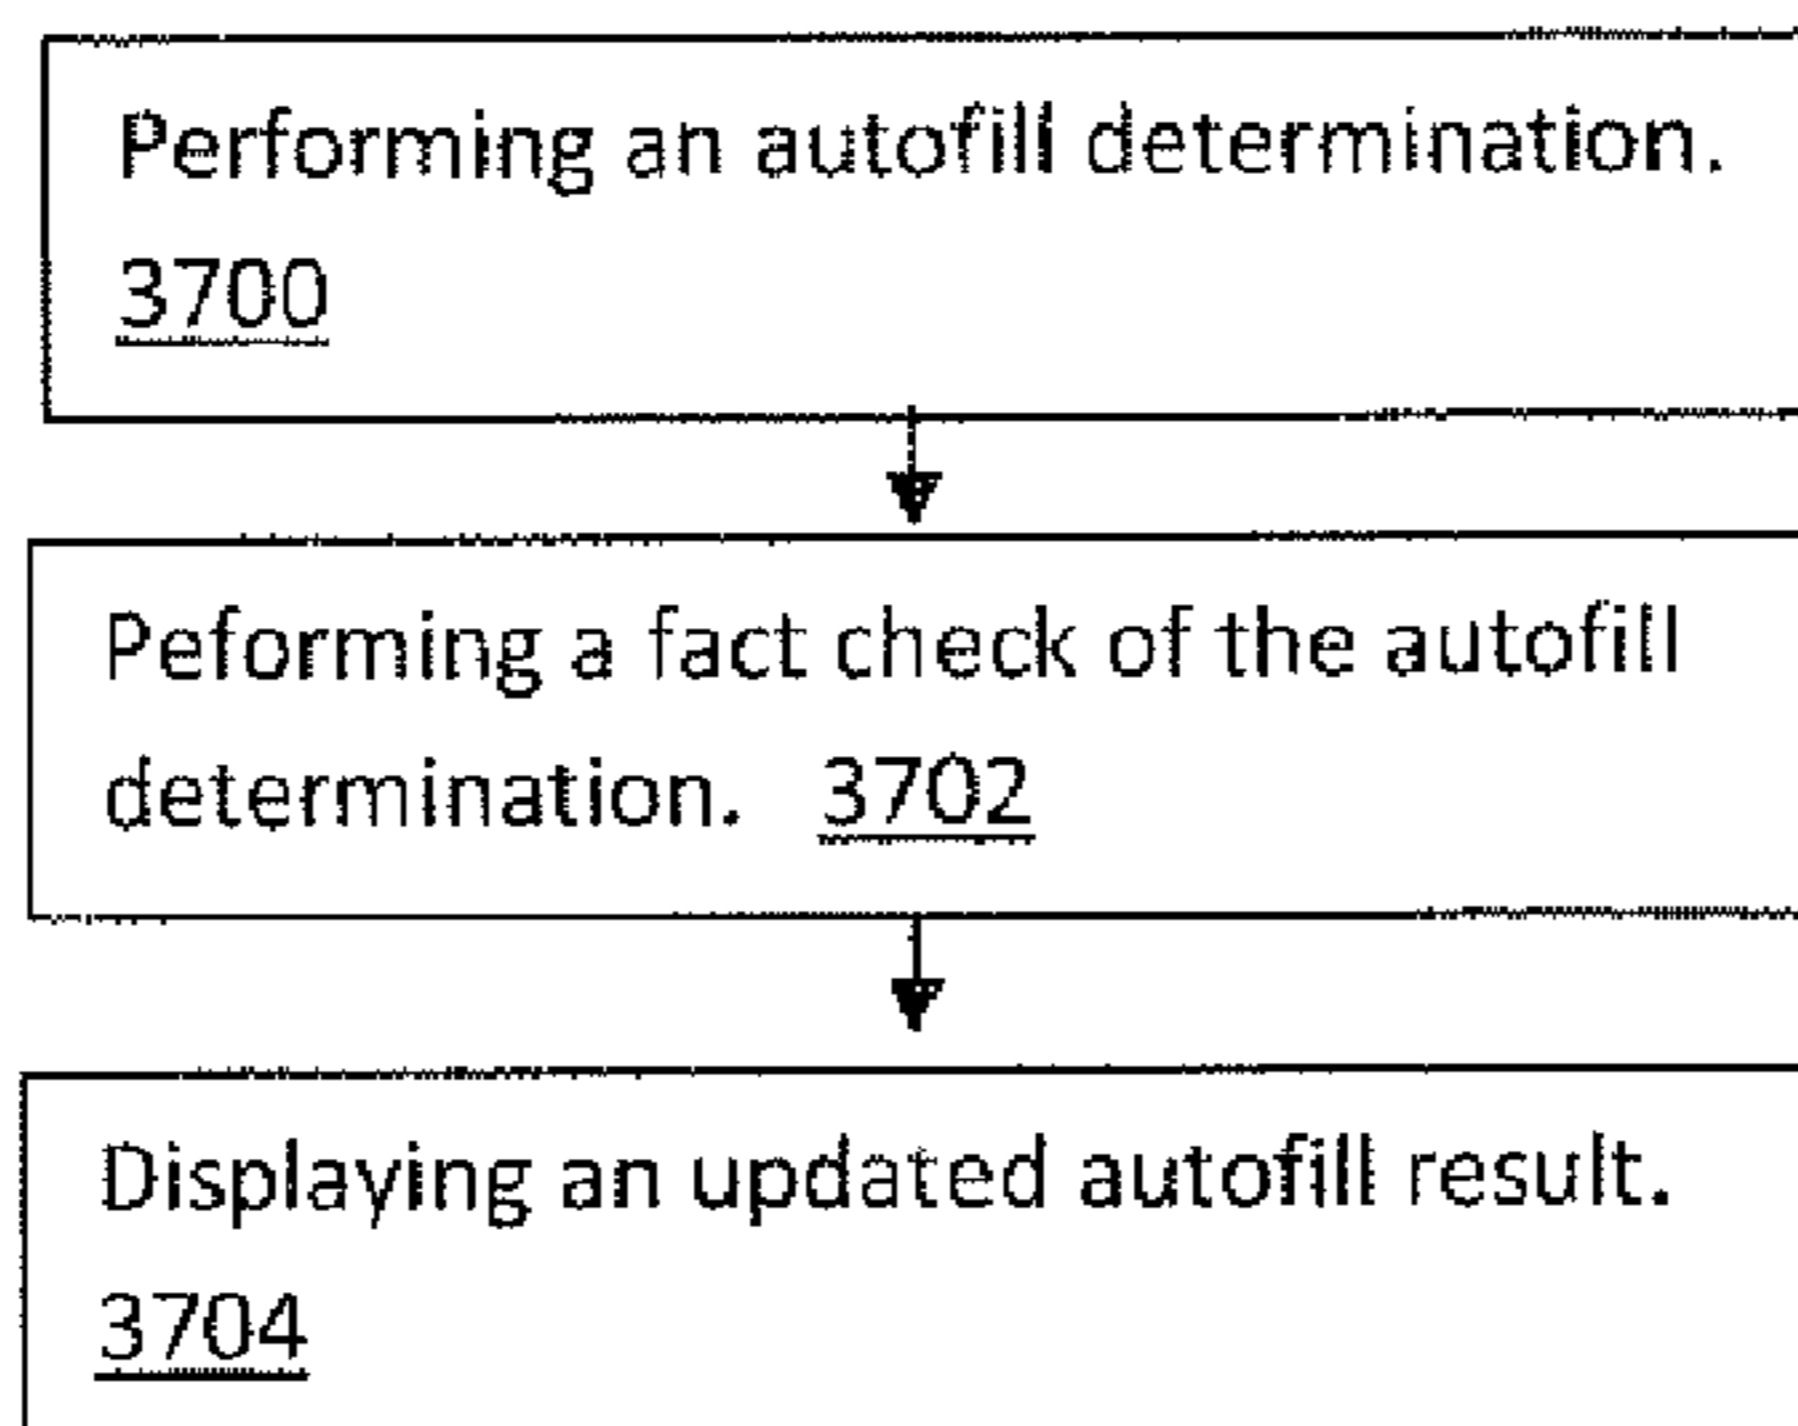 Performing an autofill determination.
3700
Peforming a fact check of the autofill
determination. 3702
Displaying an updated autofill result.
3704